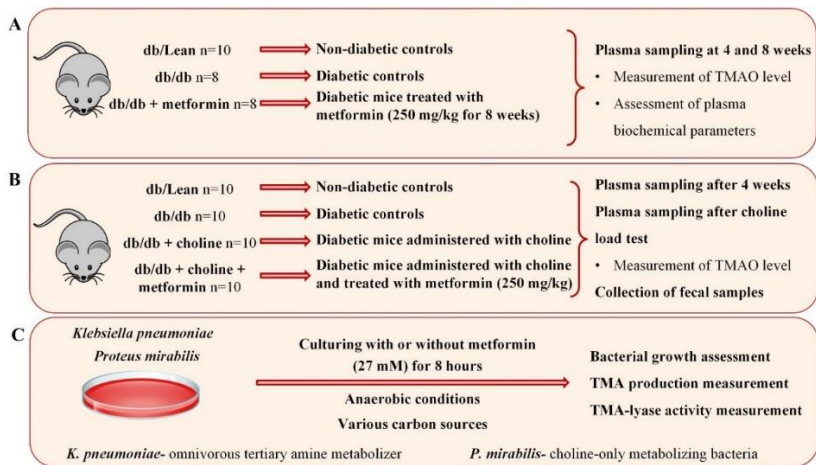 A
db/Lean n=10
Non-diabetic controls
db/db n=8
Diabetic controls
db/db + metformin n=8
Diabetic mice treated with
metformin (250 mg/kg for 8 weeks)
Plasma sampling at 4 and 8 weeks
• Measurement of TMAO level
• Assessment of plasma
biochemical parameters
B
db/Lean n=10
Non-diabetic controls
db/db n=10
Diabetic controls
db/db + choline n=10
Diabetic mice administered with choline
db/db + choline +
metformin n=10
Diabetic mice administered with choline
and treated with metformin (250 mg/kg)
Plasma sampling after 4 weeks
Plasma sampling after choline
load test
• Measurement of TMAO level
Collection of fecal samples
C
Klebsiella pneumoniae
Proteus mirabilis
Culturing with or without metformin
(27 mM) for 8 hours
Anaerobic conditions
Various carbon sources
Bacterial growth assessment
TMA production measurement
TMA-lyase activity measurement
K. pneumoniae- omnivorous tertiary amine metabolizer
P. mirabilis- choline-only metabolizing bacteria